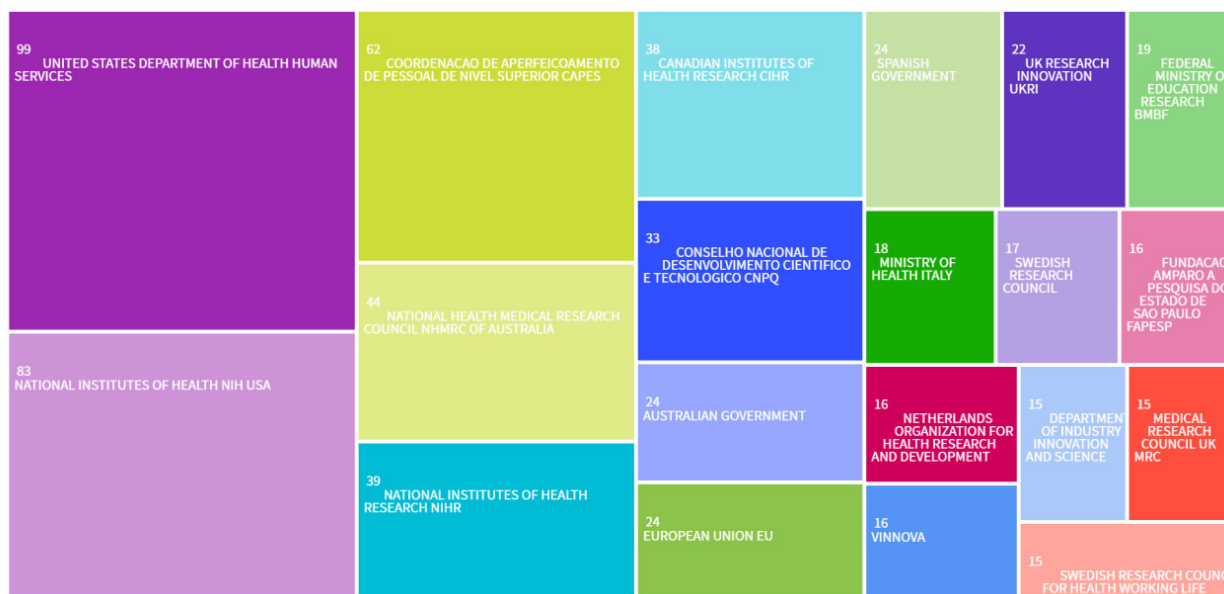 99
UNITED STATES DEPARTMENT OF HEALTH HUMAN
SERVICES
83
NATIONAL INSTITUTES OF HEALTH NIH USA
62
COORDENACAO DE APERFEICOAMENTO
DE PESSOAL DE NIVEL SUPERIOR CAPES
44
NATIONAL HEALTH MEDICAL RESEARCH
COUNCIL NHMRC OF AUSTRALIA
39
NATIONAL INSTITUTES OF HEALTH
RESEARCH NIHR
38
CANADIAN INSTITUTES OF
HEALTH RESEARCH CIHR
33
CONSELHO NACIONAL DE
DESENVOLVIMENTO CIENTIFICO
E TECNOLOGICO CNPQ
24
AUSTRALIAN GOVERNMENT
24
EUROPEAN UNION EU
24
SPANISH
GOVERNMENT
22
UK RESEARCH
INNOVATION
UKRI
19
FEDERAL
MINISTRY O
EDUCATION
RESEARCH
BMBF
18
MINISTRY OF
HEALTH ITALY
17
SWEDISH
RESEARCH
COUNCIL
16
FUNDACAO
AMPARO A
PESQUISA DO
ESTADO DE
SAO PAULO
FAPESP
16
NETHERLANDS
ORGANIZATION FOR
HEALTH RESEARCH
AND DEVELOPMENT
15
DEPARTMENT
OF INDUSTRY
INNOVATION
AND SCIENCE
15
MEDICAL
RESEARCH
COUNCIL UK
MRC
16
VINNOVA
15
SWEDISH RESEARCH COUNC
FOR HEALTH WORKING LIFE